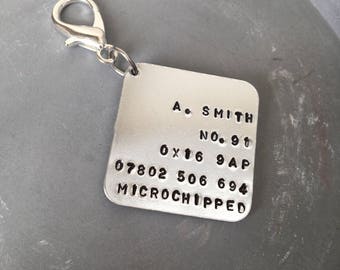 A. SMITH
NO.91
OX16 9AP
07802 506 694
MICROCHIPPED